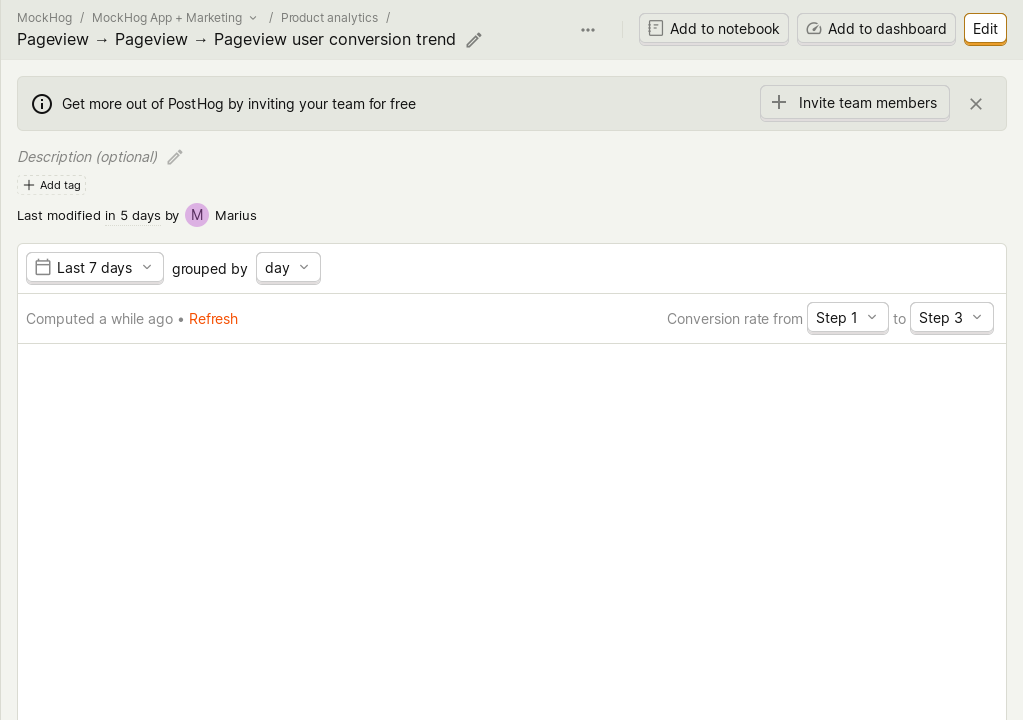 MockHog / MockHog App + Marketing / Product analytics /
Pageview → Pageview → Pageview user conversion trend
Add to notebook
Add to dashboard
Edit
Get more out of PostHog by inviting your team for free
Invite team members
Description (optional)
Add tag
Last modified in 5 days by M Marius
Last 7 days grouped by day
Computed a while ago • Refresh
Conversion rate from Step 1 to Step 3